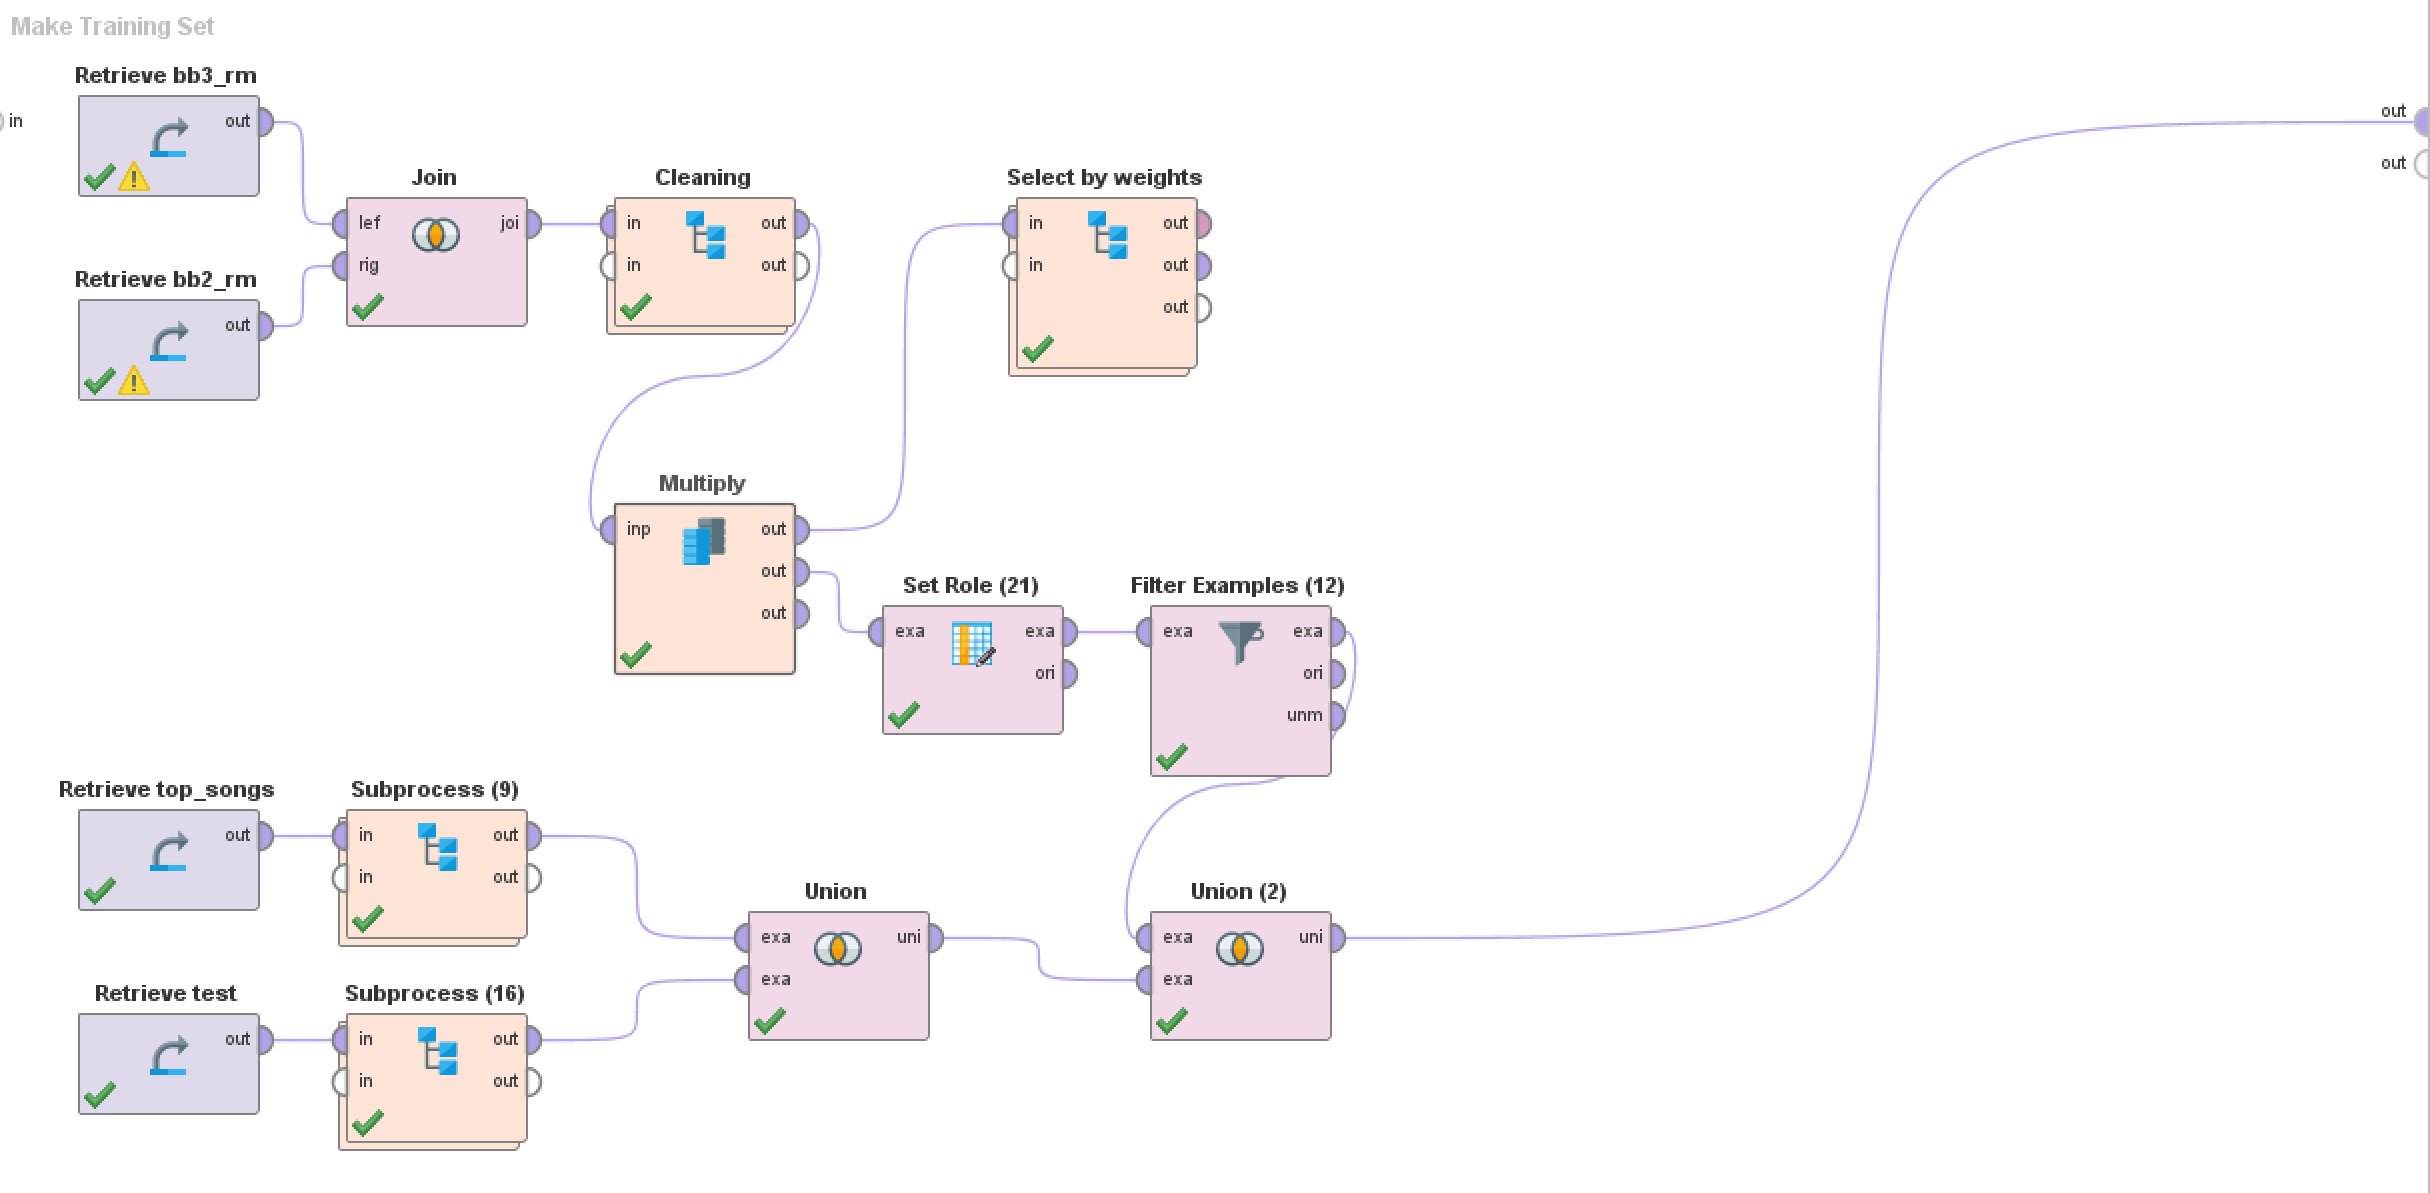 Make Training Set
Retrieve bb3_rm
out
in
out
out
Join
Cleaning
Select by weights
lef
joi
in
out
in
out
rig
in
out
in
out
out
Retrieve bb2_rm
out
Multiply
inp
out
out
out
Set Role (21)
Filter Examples (12)
exa
exa
exa
exa
ori
ori
unm
Retrieve top_songs
Subprocess (9)
out
in
out
in
out
Union
Union (2)
exa
uni
exa
uni
exa
exa
Retrieve test
Subprocess (16)
out
in
out
in
out